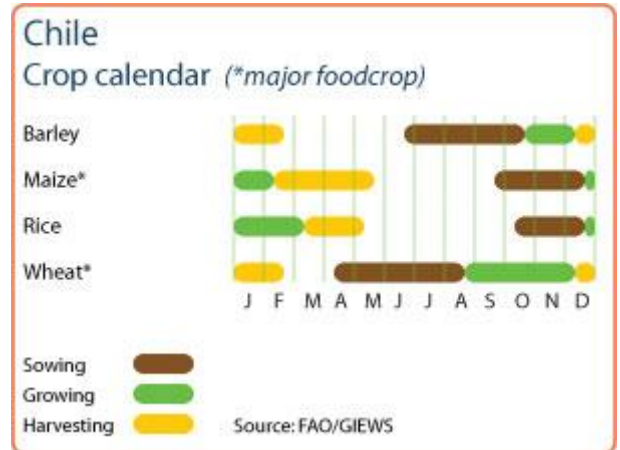 Chile
Crop calendar (*major foodcrop)
Barley
Maize*
Rice
Wheat*
J F M A M J J A S O N D
Sowing
Growing
Harvesting
Source: FAO/GIEWS